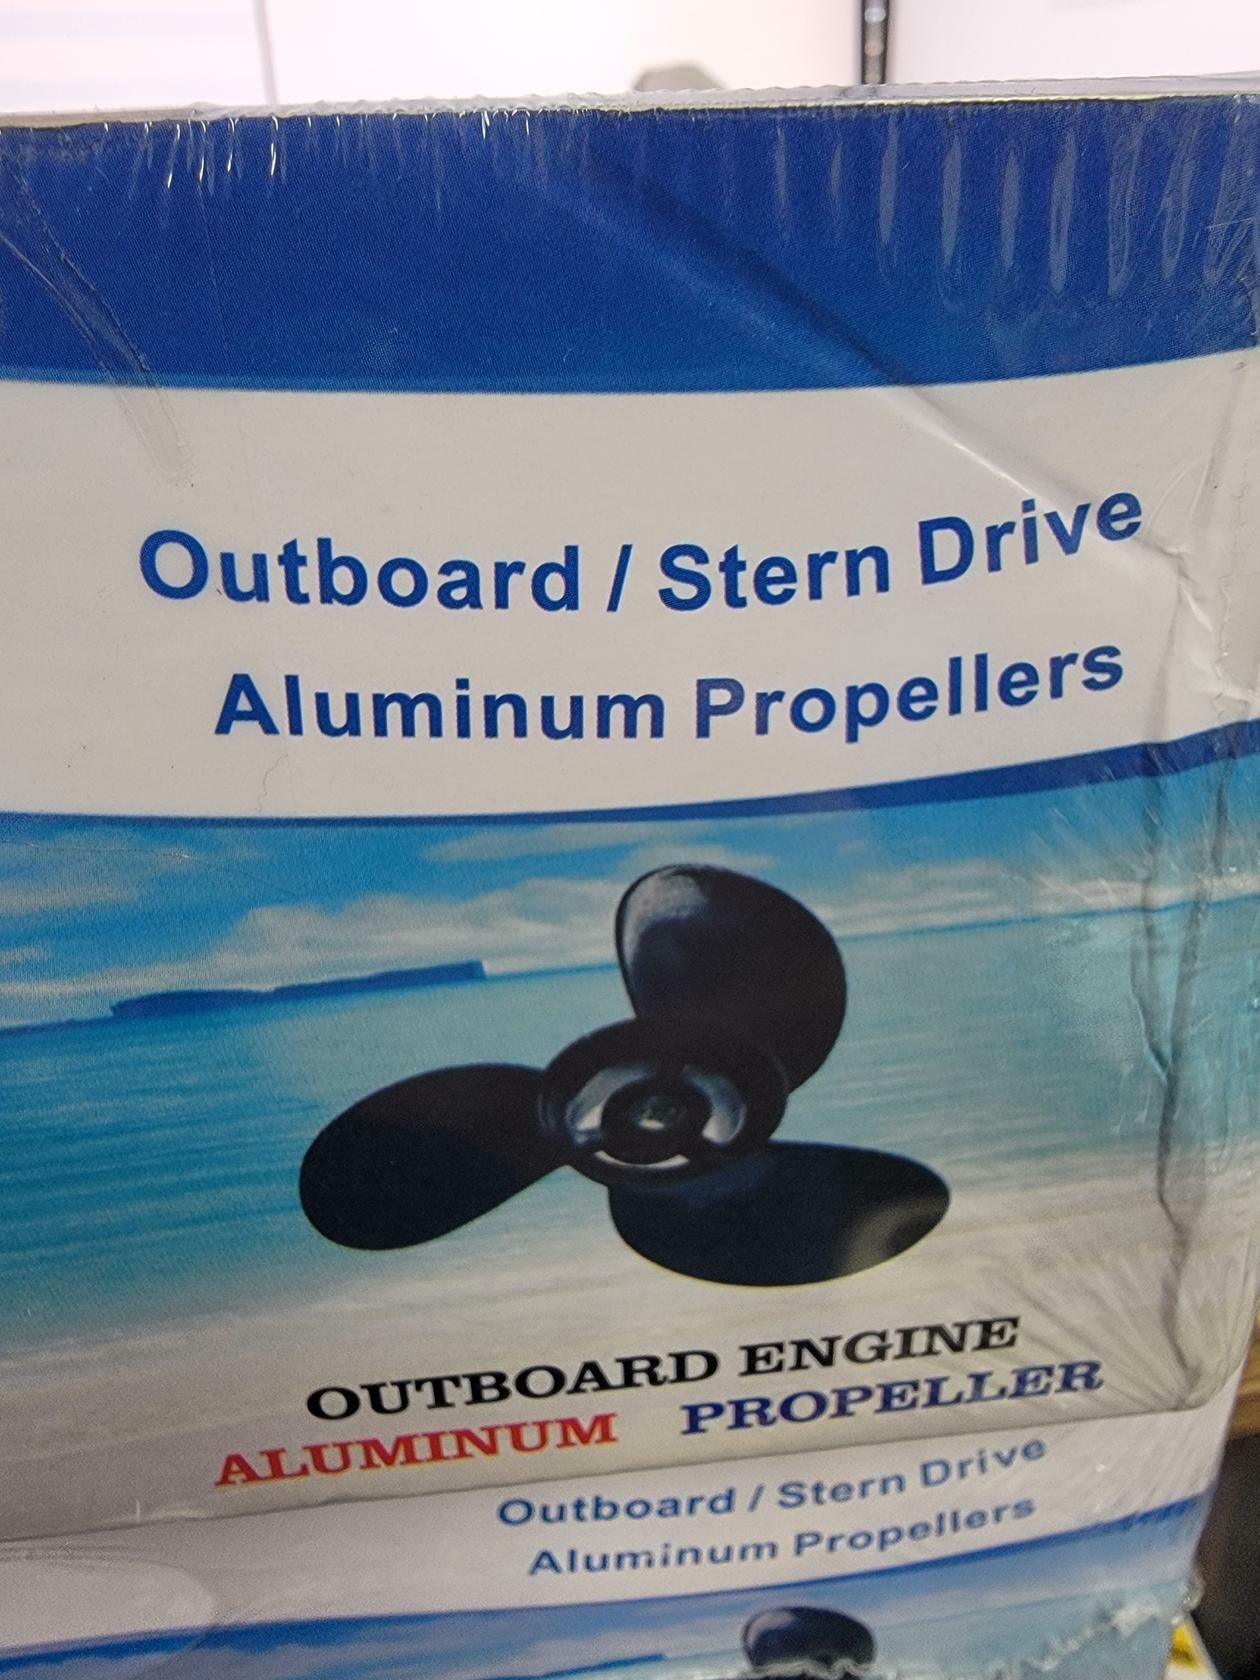 Outboard / Stern Drive
Aluminum Propellers
OUTBOARD ENGINE
ALUMINUM PROPELLER
Outboard / Stern Drive
Aluminum Propellers